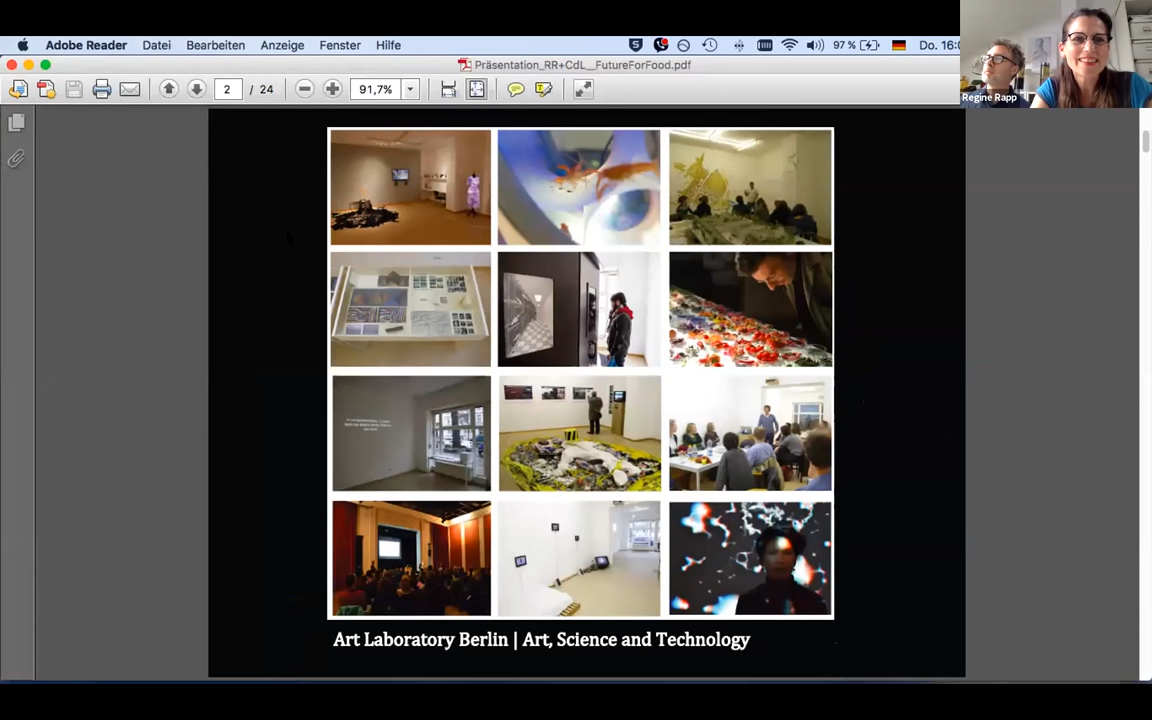 Adobe Reader Datei Bearbeiten Anzeige Fenster Hilfe 97 % Do. 16:0
Präsentation_RR+CdL__FutureForFood.pdf
2 / 24 91,7%
Regine Rapp
Art Laboratory Berlin | Art, Science and Technology